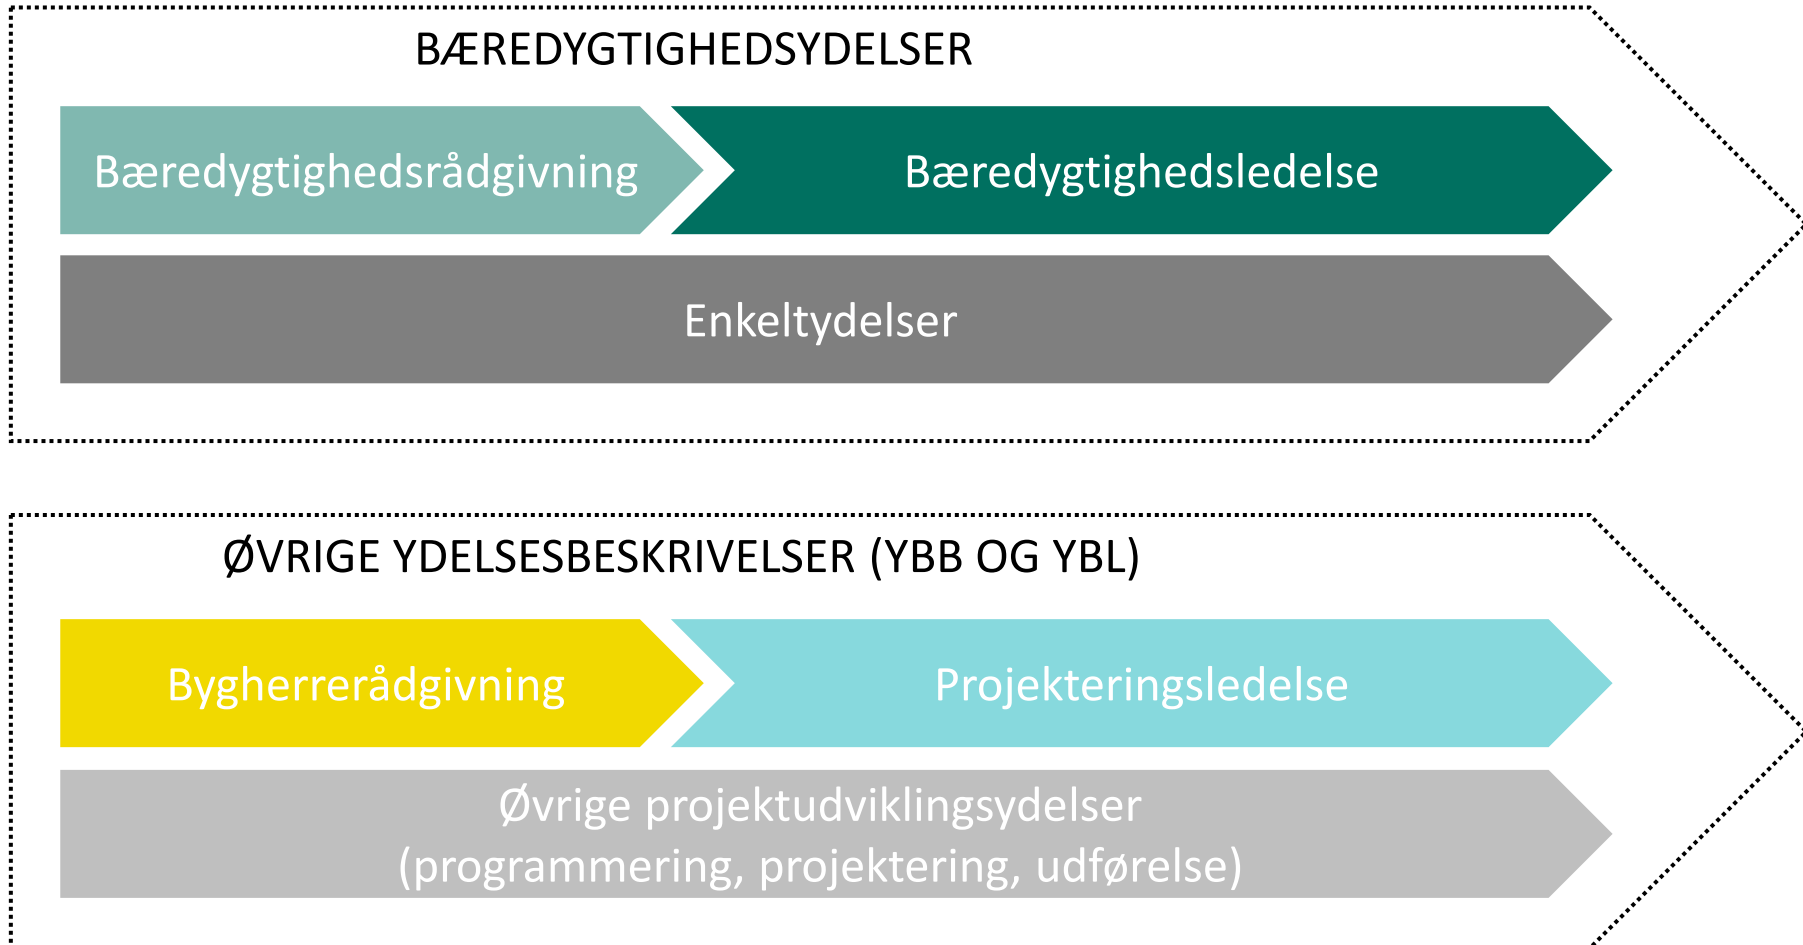 BÆREDYGTIGHEDSYDELSER
Bæredygtighedsrådgivning
Bæredygtighedsledelse
Enkeltydelser
ØVRIGE YDELSESBESKRIVELSER (YBB OG YBL)
Bygherrerådgivning
Projekteringsledelse
Øvrige projektudviklingsydelser
(programmering, projektering, udførelse)